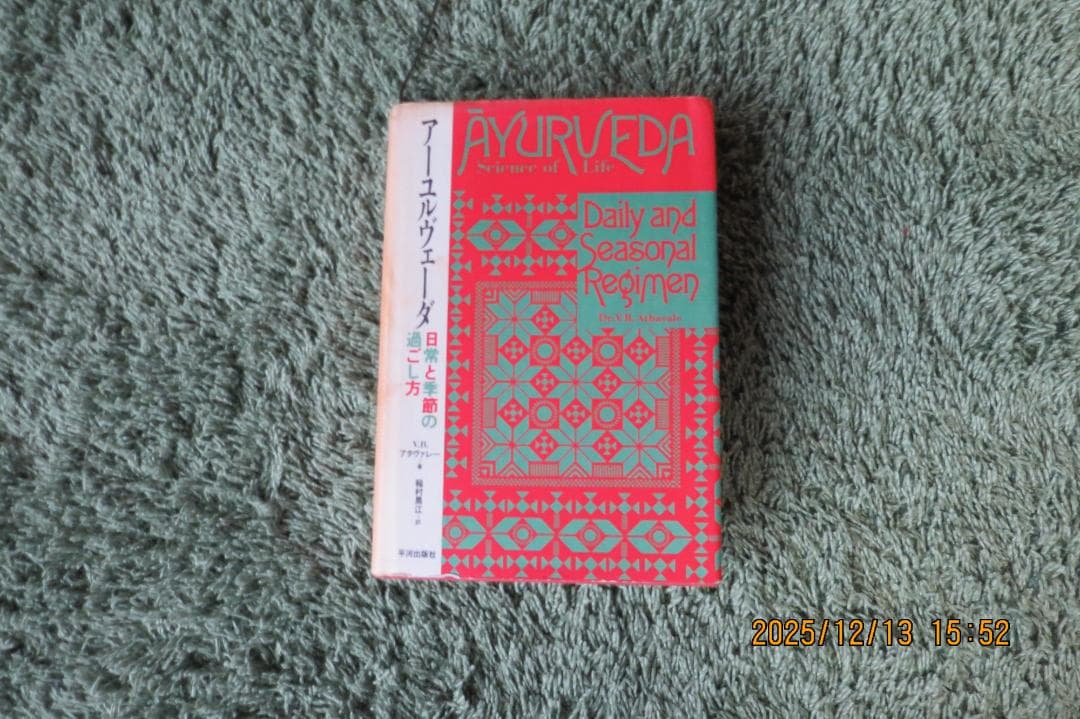 アーユルヴェーダ
日常と季節の
過ごし方
V.B.
アタヴァレー
著
稲村晃江 訳
平河出版社
ĀYURVEDA
Science of Life
Daily and
Seasonal
Regimen
Dr.V.B. Athavale
2025/12/13 15:52